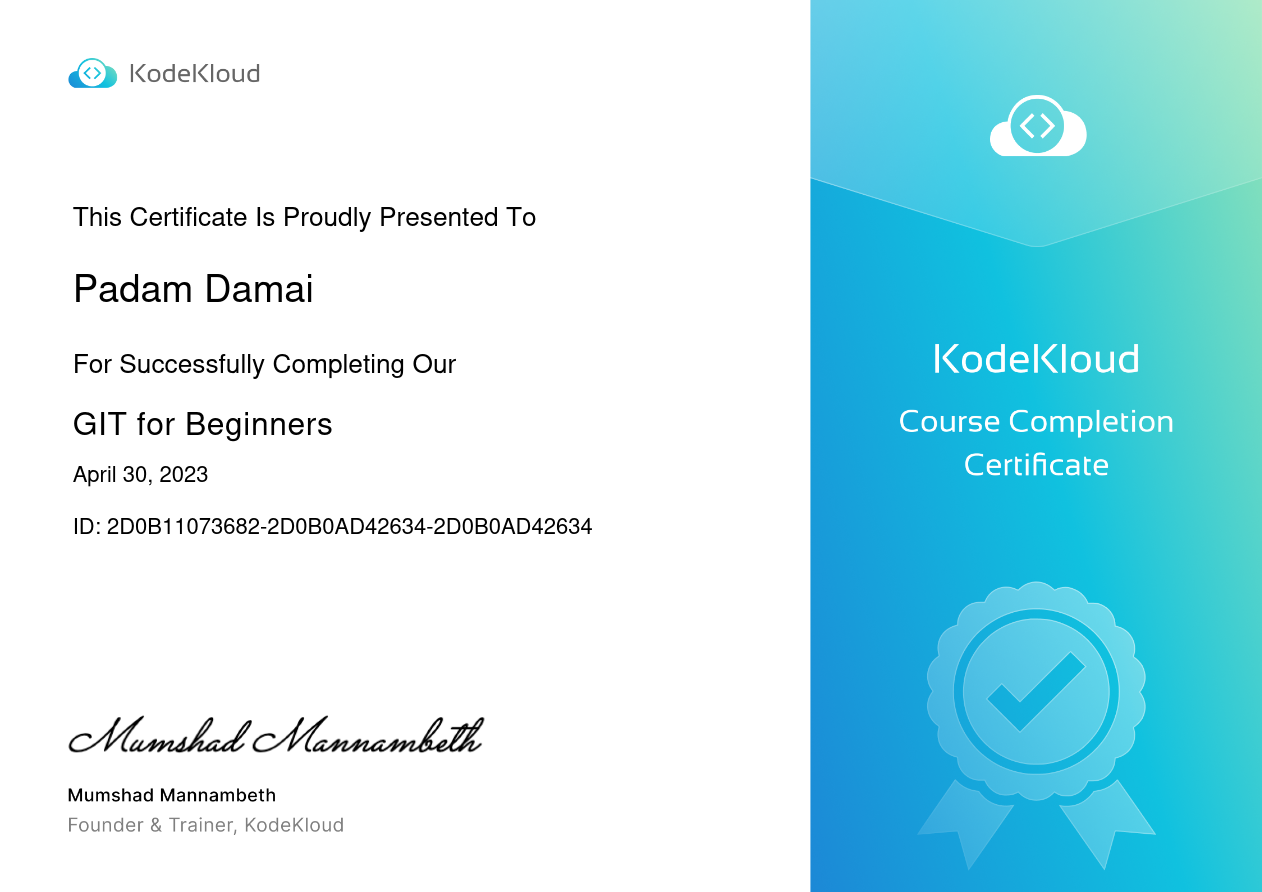 KodeKloud
This Certificate Is Proudly Presented To
Padam Damai
For Successfully Completing Our
GIT for Beginners
April 30, 2023
ID: 2D0B11073682-2D0B0AD42634-2D0B0AD42634
Mumshad Mannambeth
Mumshad Mannambeth
Founder & Trainer, KodeKloud
KodeKloud
Course Completion
Certificate